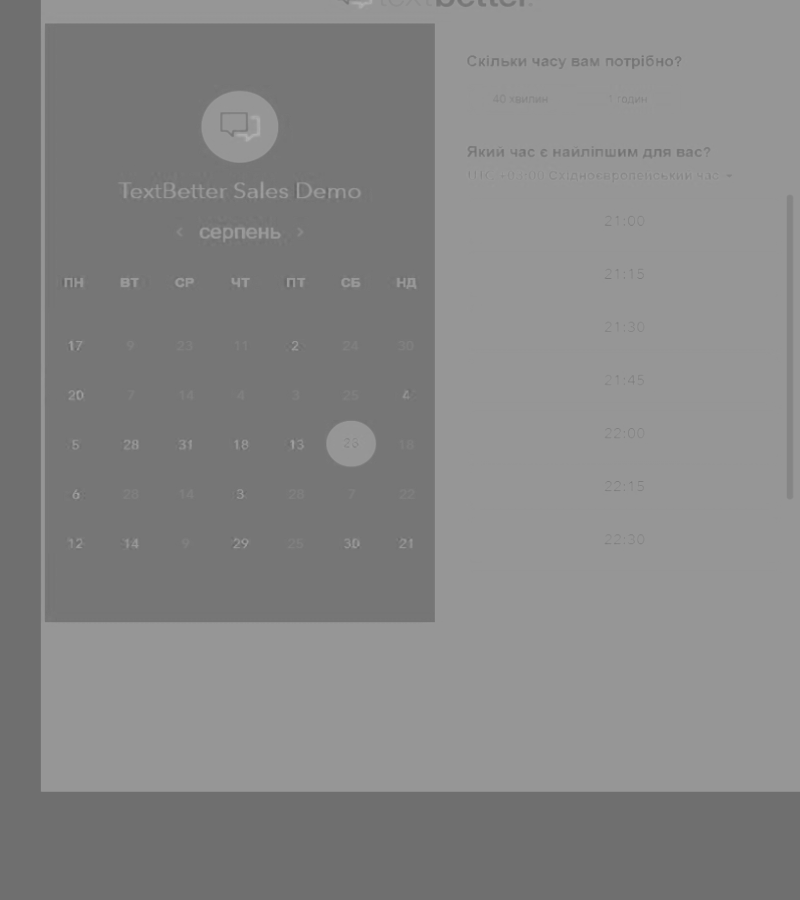 textbetter.
TextBetter Sales Demo
серпень
ПН ВТ СР ЧТ ПТ СБ НД
17 9 23 11 2 24 30
20 7 14 4 3 25 4
5 28 31 18 13 23 18
6 28 14 3 28 7 22
12 14 9 29 25 30 21
Скільки часу вам потрібно?
40 хвилин 1 годин
Який час є найліпшим для вас?
Східноєвропейський час
21:00
21:15
21:30
21:45
22:00
22:15
22:30